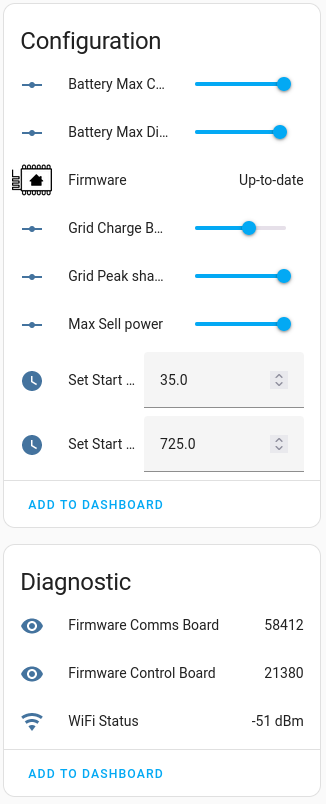 Configuration
Battery Max C...
Battery Max Di...
Firmware Up-to-date
Grid Charge B...
Grid Peak sha...
Max Sell power
Set Start ... 35.0
Set Start ... 725.0
ADD TO DASHBOARD
Diagnostic
Firmware Comms Board 58412
Firmware Control Board 21380
WiFi Status -51 dBm
ADD TO DASHBOARD